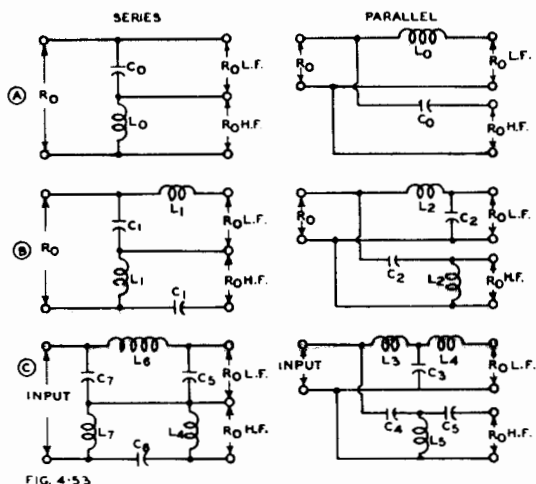 SERIES PARALLEL
A R₀ C₀ L₀ R₀ L.F. R₀ H.F.
R₀ L₀ C₀ R₀ L.F. R₀ H.F.
B R₀ C₁ L₁ L₁ C₁ R₀ L.F. R₀ H.F.
R₀ L₂ C₂ C₂ L₂ R₀ L.F. R₀ H.F.
C INPUT L₆ C₇ C₅ L₇ L₄ C₈ R₀ L.F. R₀ H.F.
INPUT L₃ L₄ C₃ C₄ C₅ L₅ R₀ L.F. R₀ H.F.
FIG. 4·53